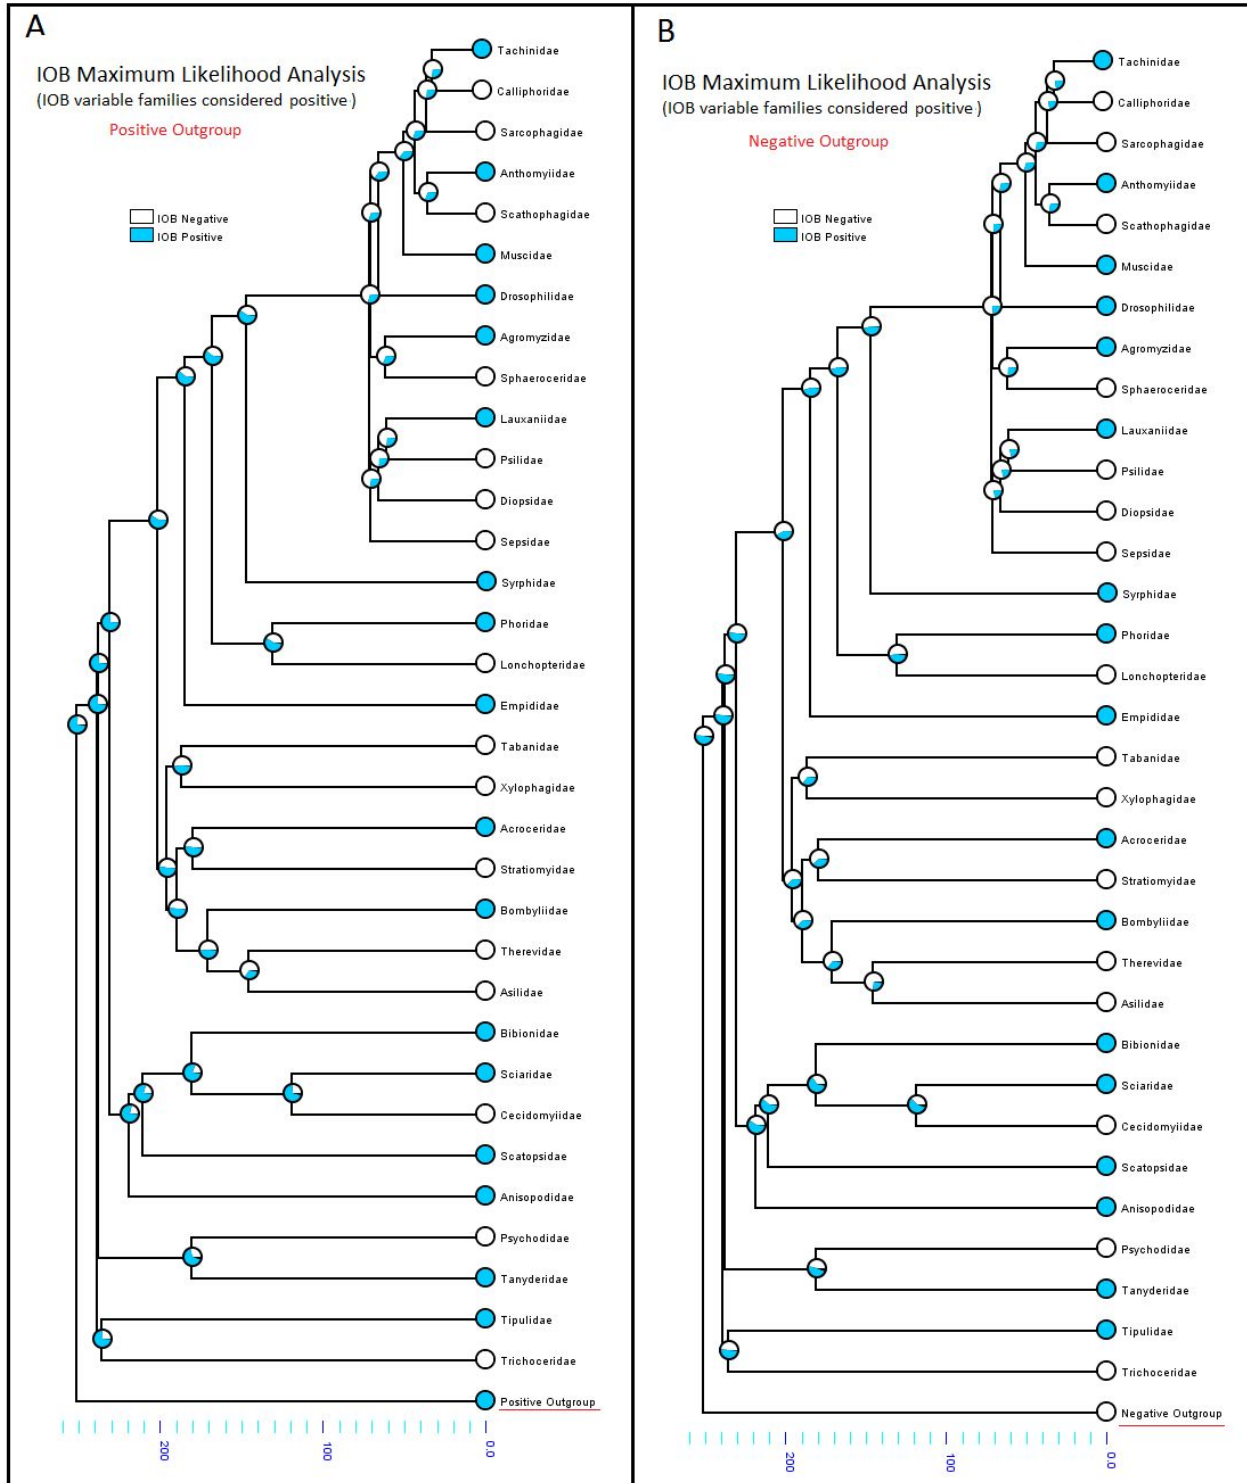 A
IOB Maximum Likelihood Analysis
(IOB variable families considered positive)
Positive Outgroup
IOB Negative
IOB Positive
Tachinidae
Calliphoridae
Sarcophagidae
Anthomyiidae
Scathophagidae
Muscidae
Drosophilidae
Agromyzidae
Sphaeroceridae
Lauxaniidae
Psilidae
Diopsidae
Sepsidae
Syrphidae
Phoridae
Lonchopteridae
Empididae
Tabanidae
Xylophagidae
Acroceridae
Stratiomyidae
Bombyliidae
Therevidae
Asilidae
Bibionidae
Sciaridae
Cecidomyiidae
Scatopsidae
Anisopodidae
Psychodidae
Tanyderidae
Tipulidae
Trichoceridae
Positive Outgroup
200 100 0.0
B
IOB Maximum Likelihood Analysis
(IOB variable families considered positive)
Negative Outgroup
IOB Negative
IOB Positive
Tachinidae
Calliphoridae
Sarcophagidae
Anthomyiidae
Scathophagidae
Muscidae
Drosophilidae
Agromyzidae
Sphaeroceridae
Lauxaniidae
Psilidae
Diopsidae
Sepsidae
Syrphidae
Phoridae
Lonchopteridae
Empididae
Tabanidae
Xylophagidae
Acroceridae
Stratiomyidae
Bombyliidae
Therevidae
Asilidae
Bibionidae
Sciaridae
Cecidomyiidae
Scatopsidae
Anisopodidae
Psychodidae
Tanyderidae
Tipulidae
Trichoceridae
Negative Outgroup
200 100 0.0